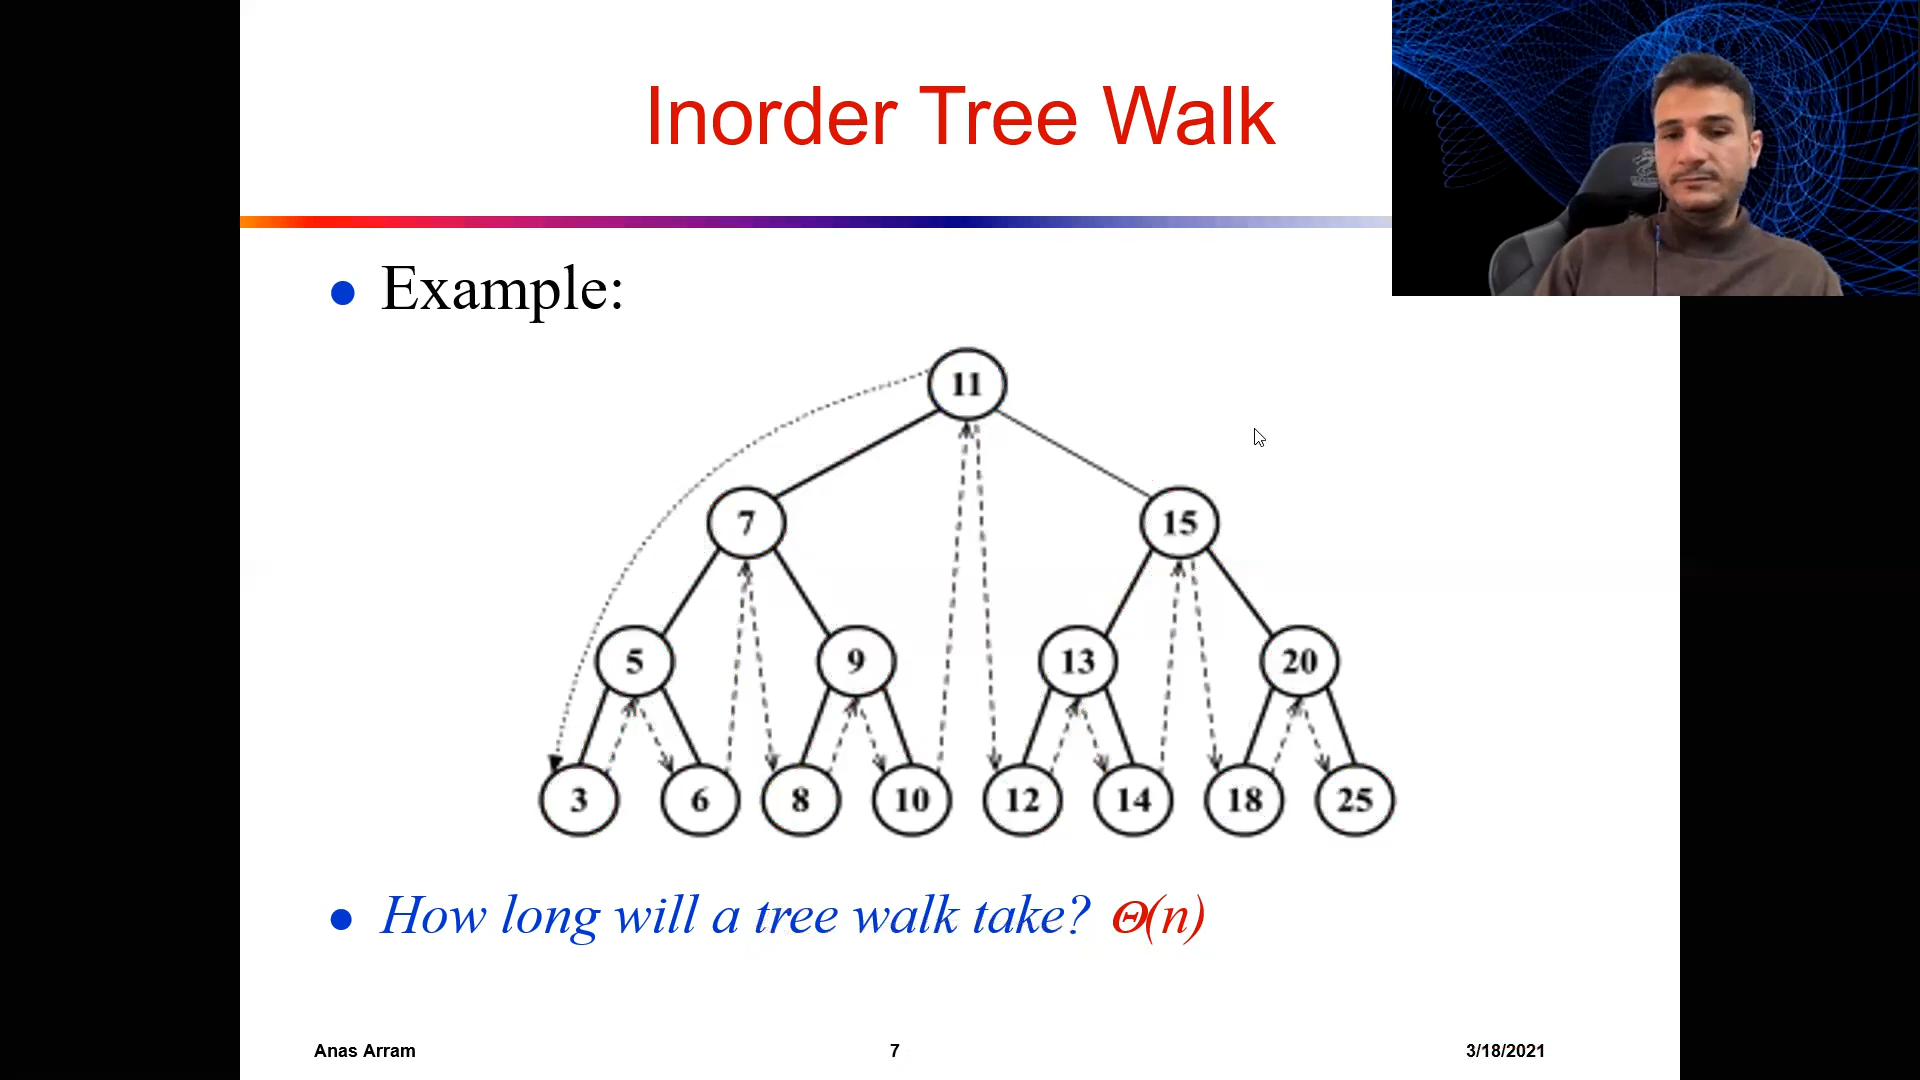 Inorder Tree Walk
Example:
11
7 15
5 9 13 20
3 6 8 10 12 14 18 25
How long will a tree walk take? Θ(n)
Anas Arram 7 3/18/2021